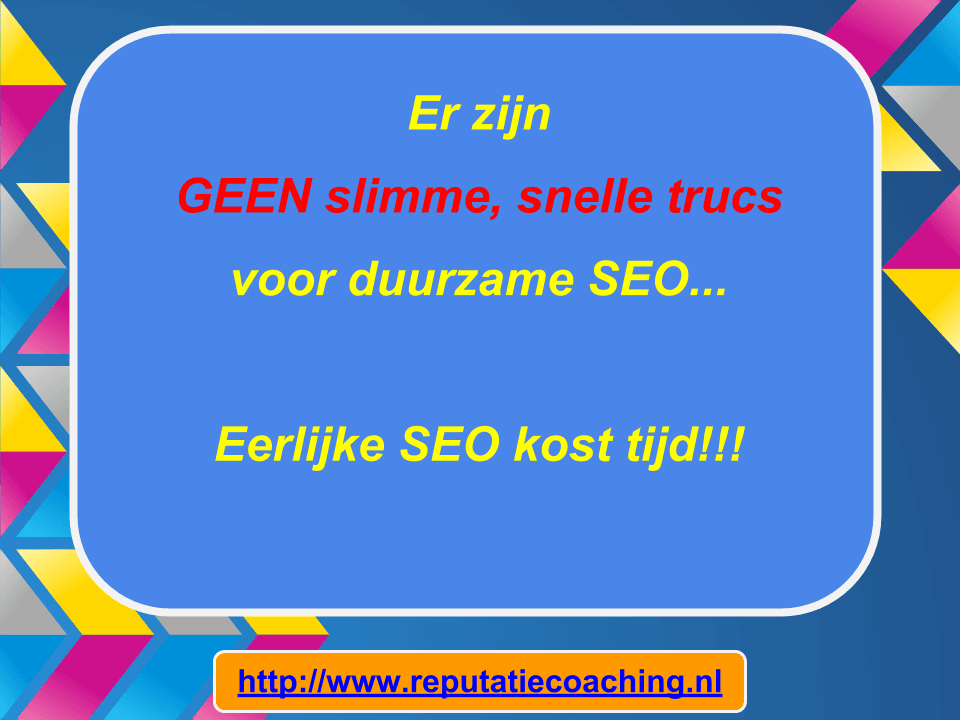 Er zijn
GEEN slimme, snelle trucs
voor duurzame SEO...
Eerlijke SEO kost tijd!!!
http://www.reputatiecoaching.nl